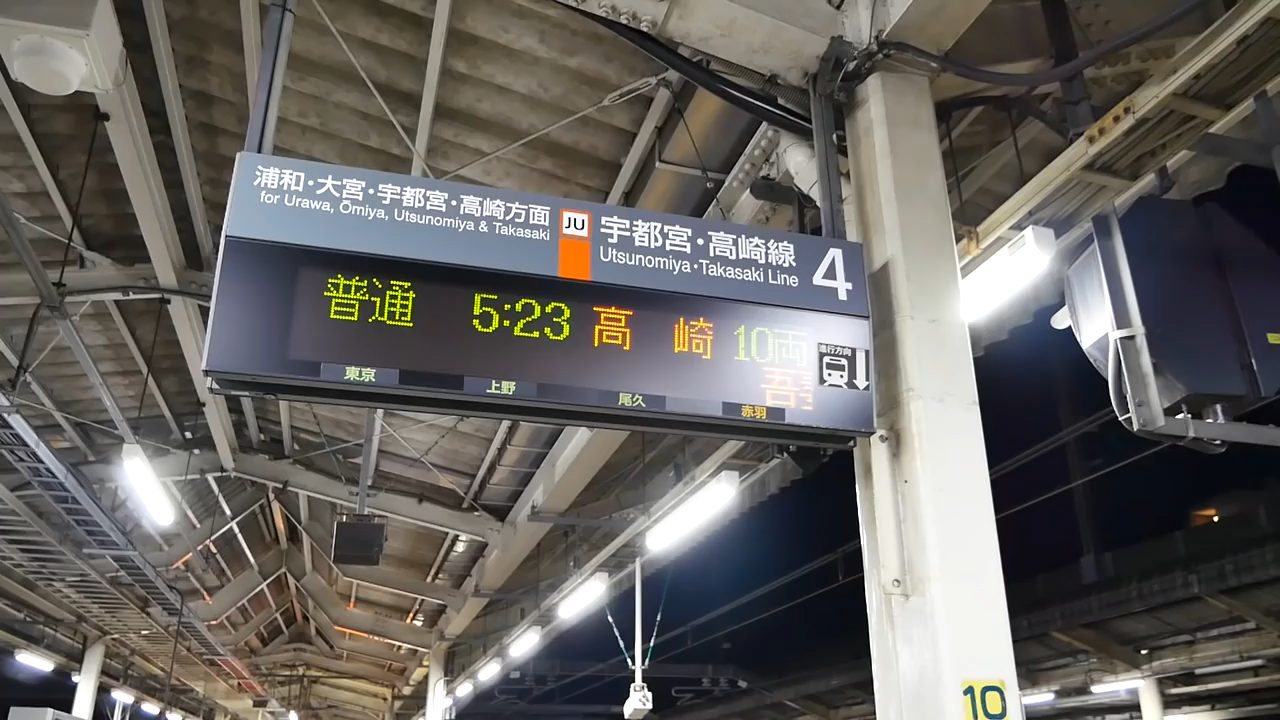 浦和・大宮・宇都宮・高崎方面
for Urawa, Ōmiya, Utsunomiya & Takasaki
JU
宇都宮・高崎線
Utsunomiya・Takasaki Line
4
普通 5:23 高崎 10両
進行方向
東京 上野 尾久 赤羽
10